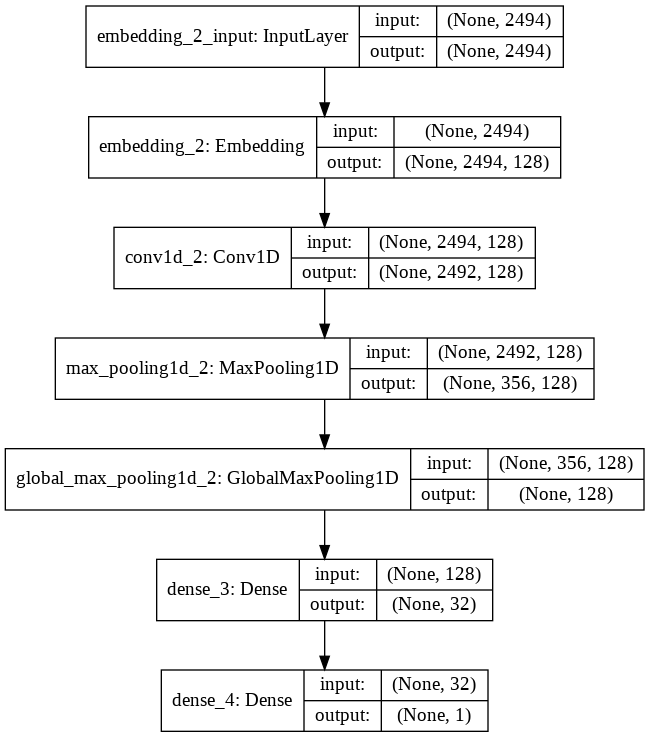 embedding_2_input: InputLayer
input: (None, 2494)
output: (None, 2494)
embedding_2: Embedding
input: (None, 2494)
output: (None, 2494, 128)
conv1d_2: Conv1D
input: (None, 2494, 128)
output: (None, 2492, 128)
max_pooling1d_2: MaxPooling1D
input: (None, 2492, 128)
output: (None, 356, 128)
global_max_pooling1d_2: GlobalMaxPooling1D
input: (None, 356, 128)
output: (None, 128)
dense_3: Dense
input: (None, 128)
output: (None, 32)
dense_4: Dense
input: (None, 32)
output: (None, 1)